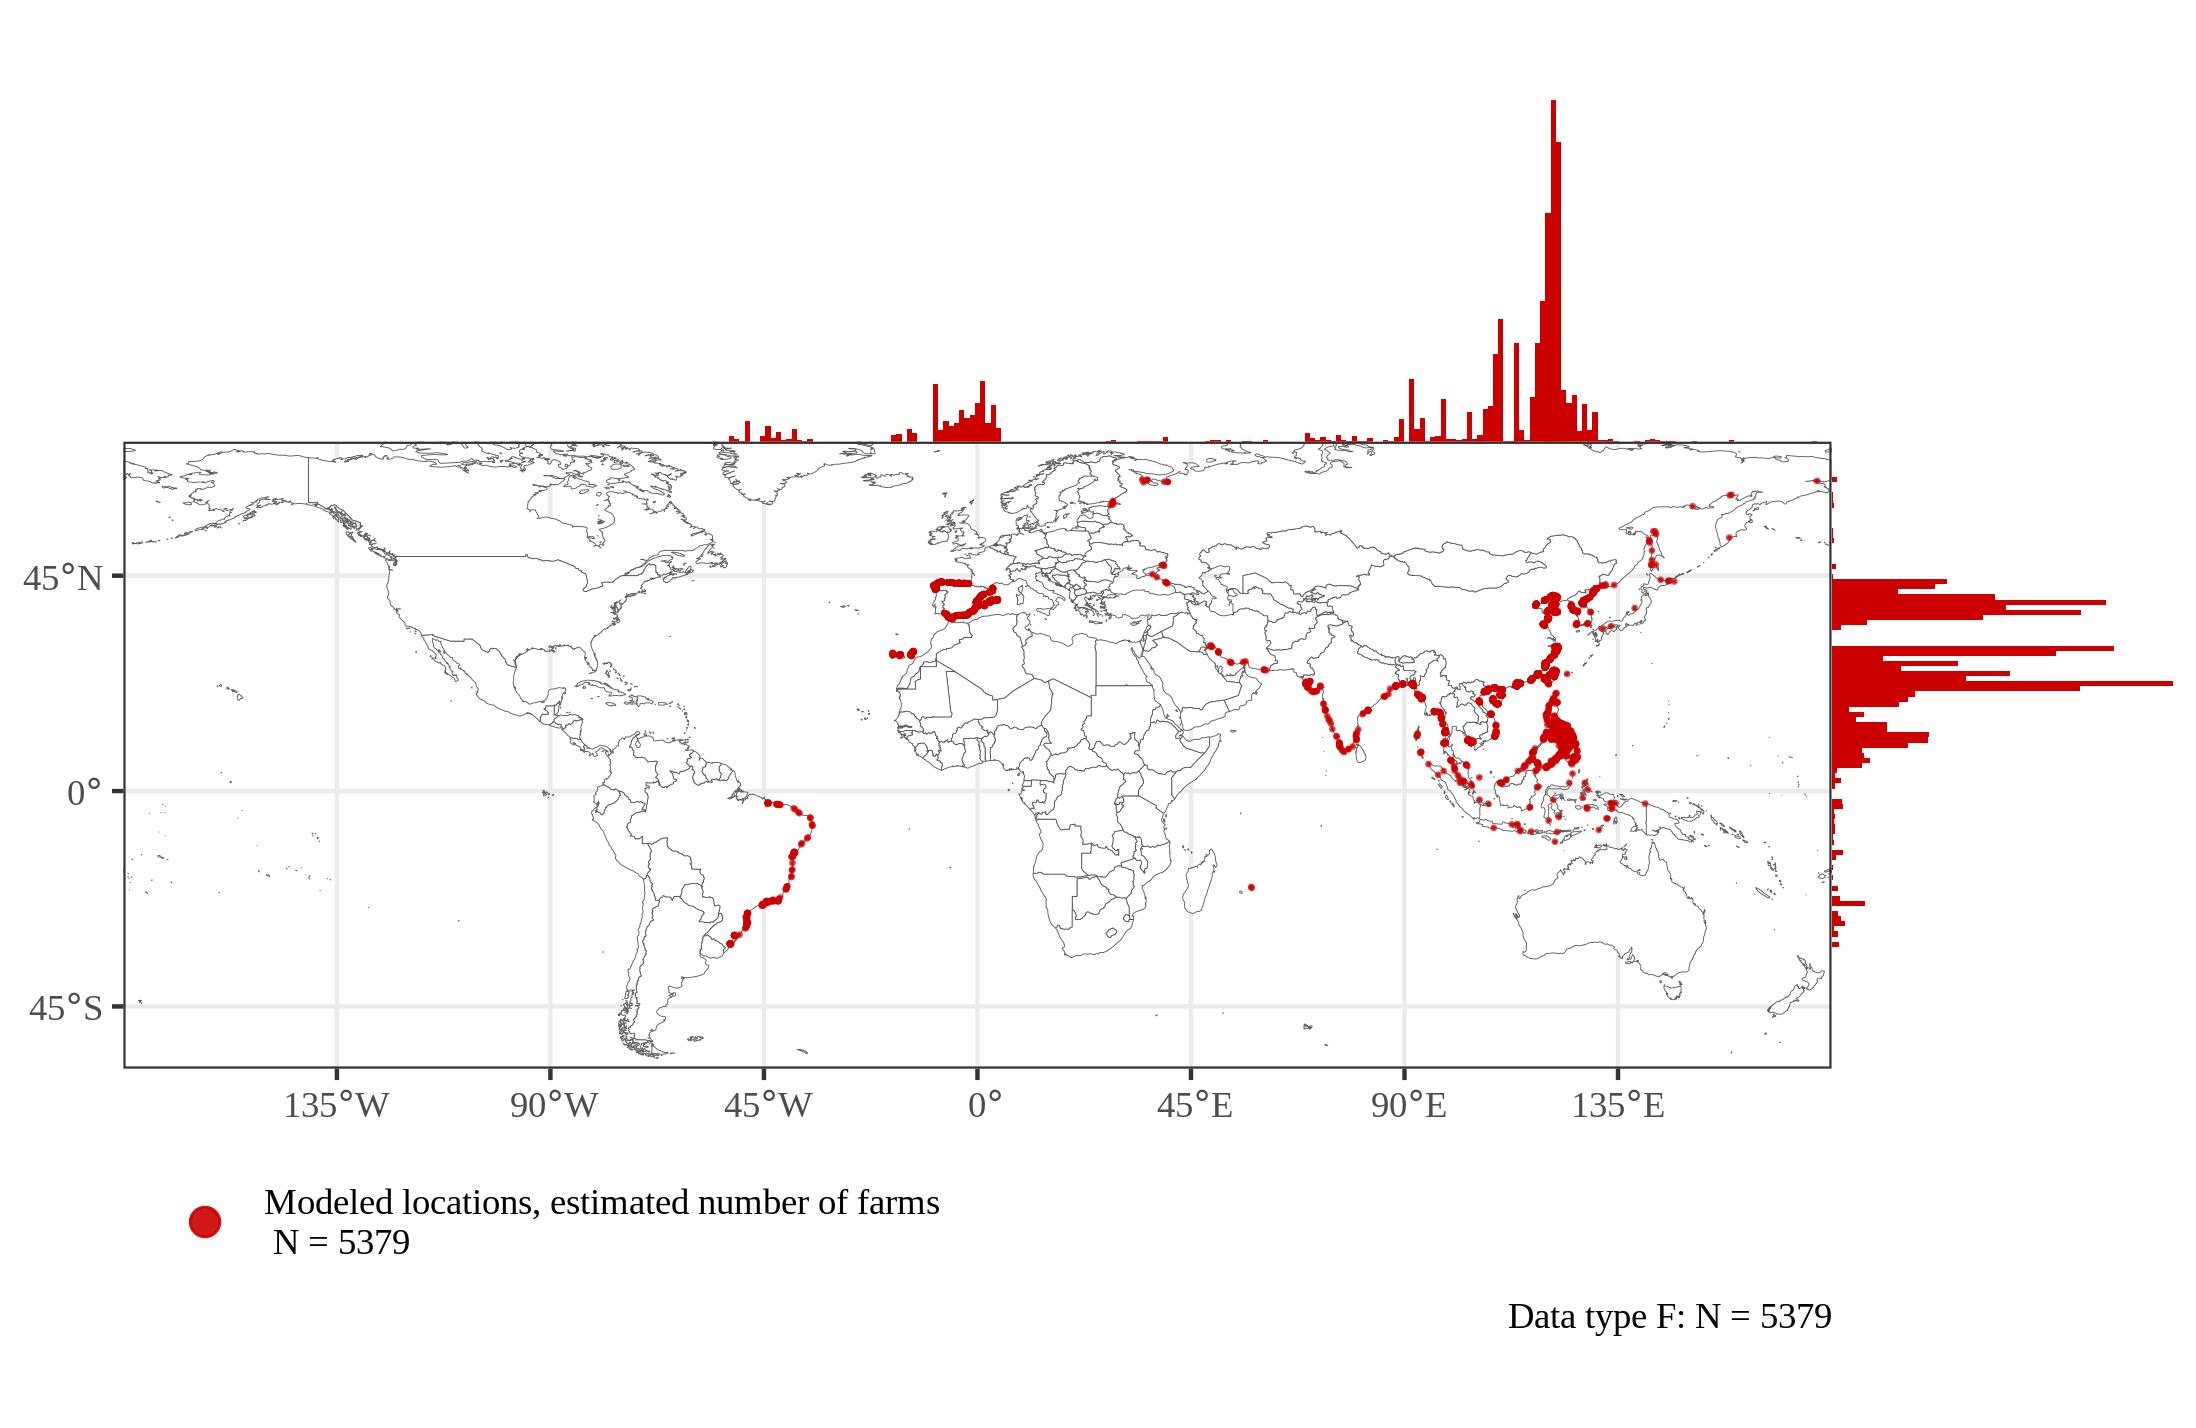 45°N
0°
45°S
135°W 90°W 45°W 0° 45°E 90°E 135°E
Modeled locations, estimated number of farms
N = 5379
Data type F: N = 5379